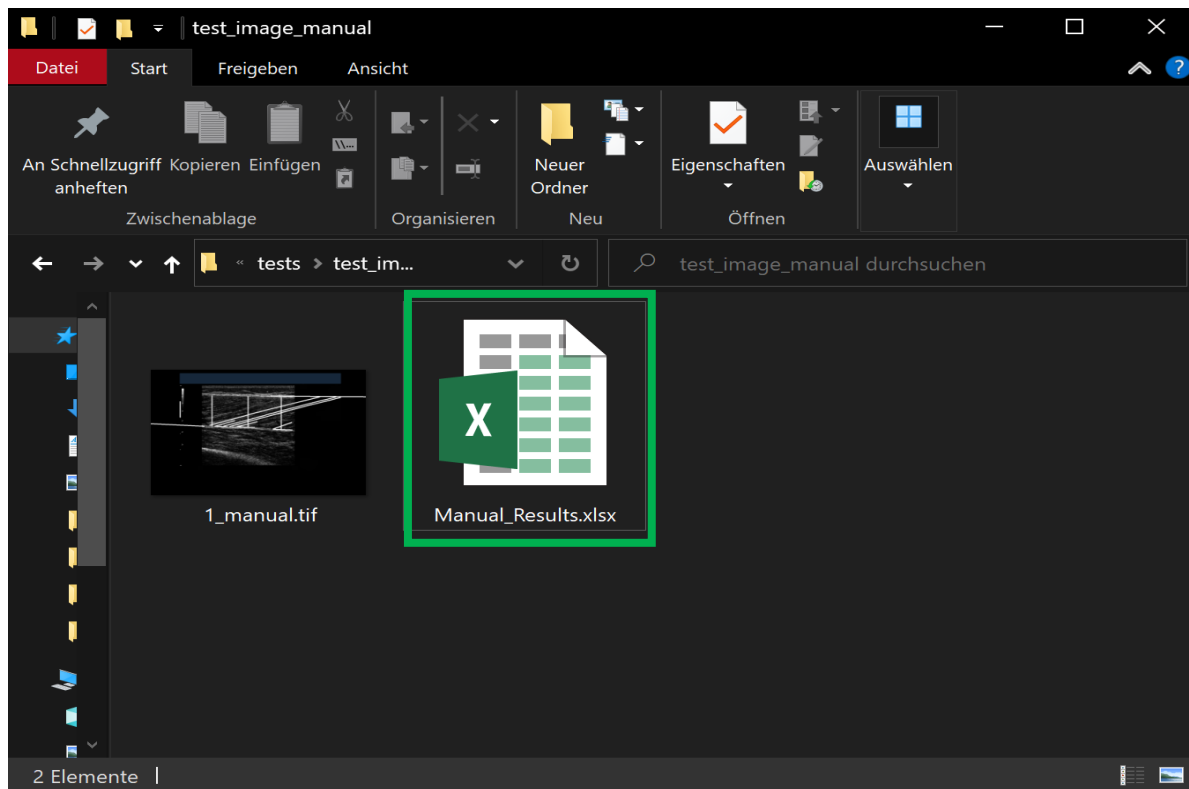 test_image_manual
Datei Start Freigeben Ansicht
An Schnellzugriff anheften
Kopieren
Einfügen
Zwischenablage
Organisieren
Neuer Ordner
Neu
Eigenschaften
Öffnen
Auswählen
« tests > test_im...
test_image_manual durchsuchen
X
1_manual.tif
Manual_Results.xlsx
2 Elemente